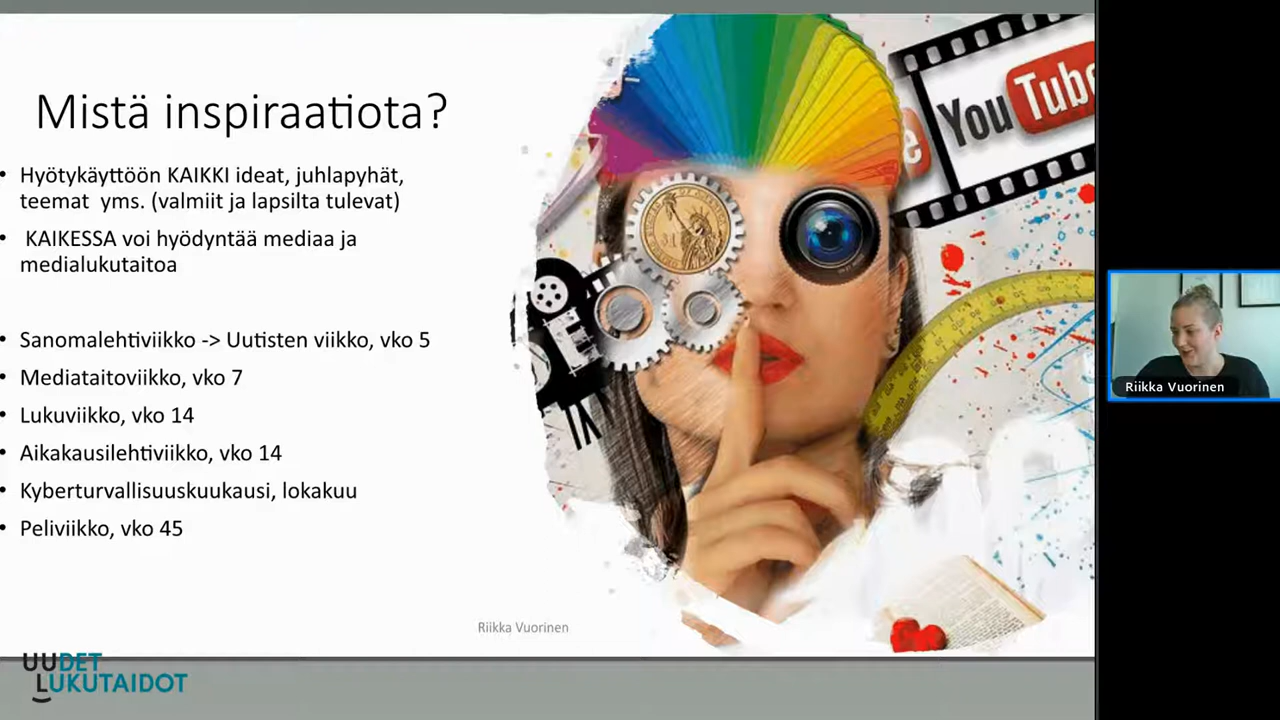 Mistä inspiraatiota?
• Hyötykäyttöön KAIKKI ideat, juhlapyhät,
teemat yms. (valmiit ja lapsilta tulevat)
• KAIKESSA voi hyödyntää mediaa ja
medialukutaitoa
• Sanomalehtiviikko -> Uutisten viikko, vko 5
• Mediataitoviikko, vko 7
• Lukuviikko, vko 14
• Aikakausilehtiviikko, vko 14
• Kyberturvallisuuskuukausi, lokakuu
• Peliviikko, vko 45
You Tube
$1
Riikka Vuorinen
Riikka Vuorinen
UUDET
LUKUTAIDOT